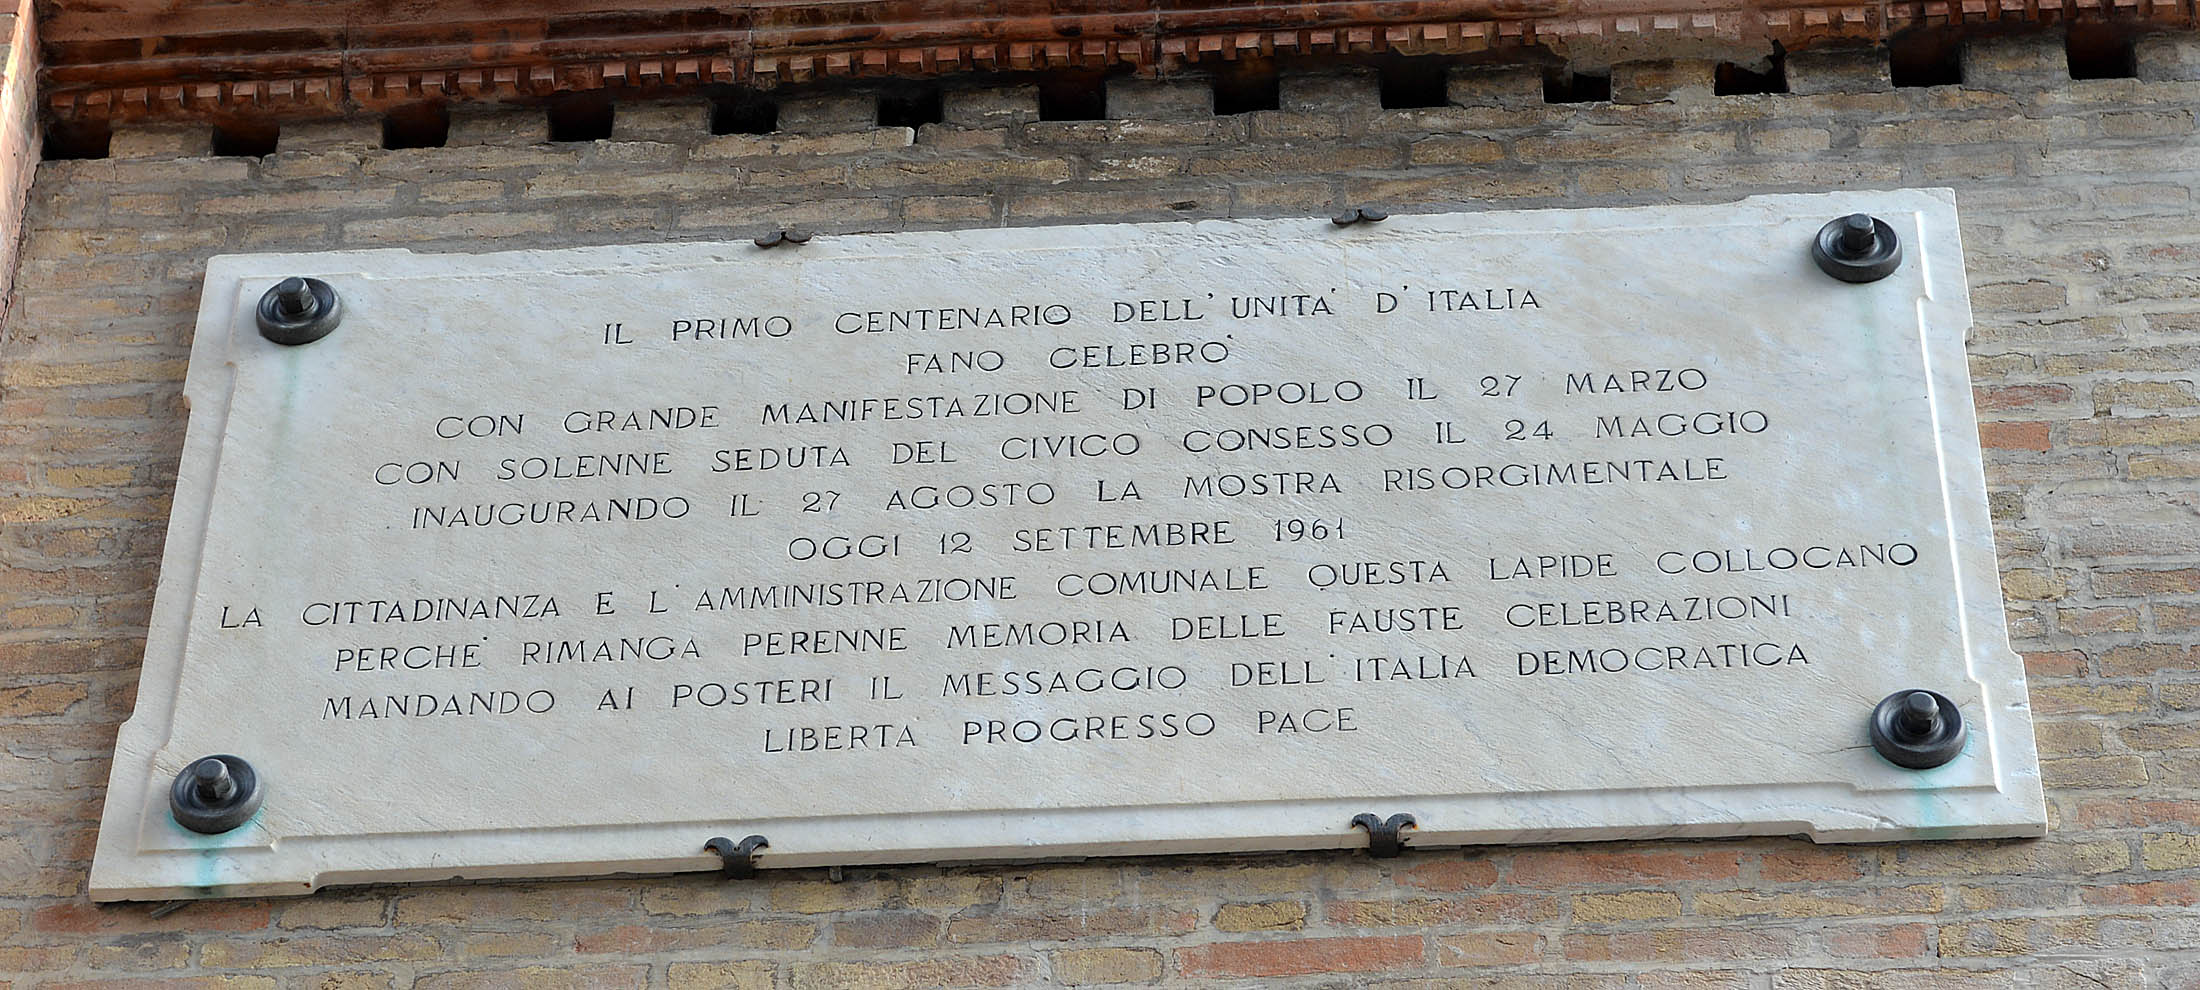 IL PRIMO CENTENARIO DELL'UNITA' D'ITALIA
FANO CELEBRO'
CON GRANDE MANIFESTAZIONE DI POPOLO IL 27 MARZO
CON SOLENNE SEDUTA DEL CIVICO CONSESSO IL 24 MAGGIO
INAUGURANDO IL 27 AGOSTO LA MOSTRA RISORGIMENTALE
OGGI 12 SETTEMBRE 1961
LA CITTADINANZA E L'AMMINISTRAZIONE COMUNALE QUESTA LAPIDE COLLOCANO
PERCHE' RIMANGA PERENNE MEMORIA DELLE FAUSTE CELEBRAZIONI
MANDANDO AI POSTERI IL MESSAGGIO DELL'ITALIA DEMOCRATICA
LIBERTA PROGRESSO PACE